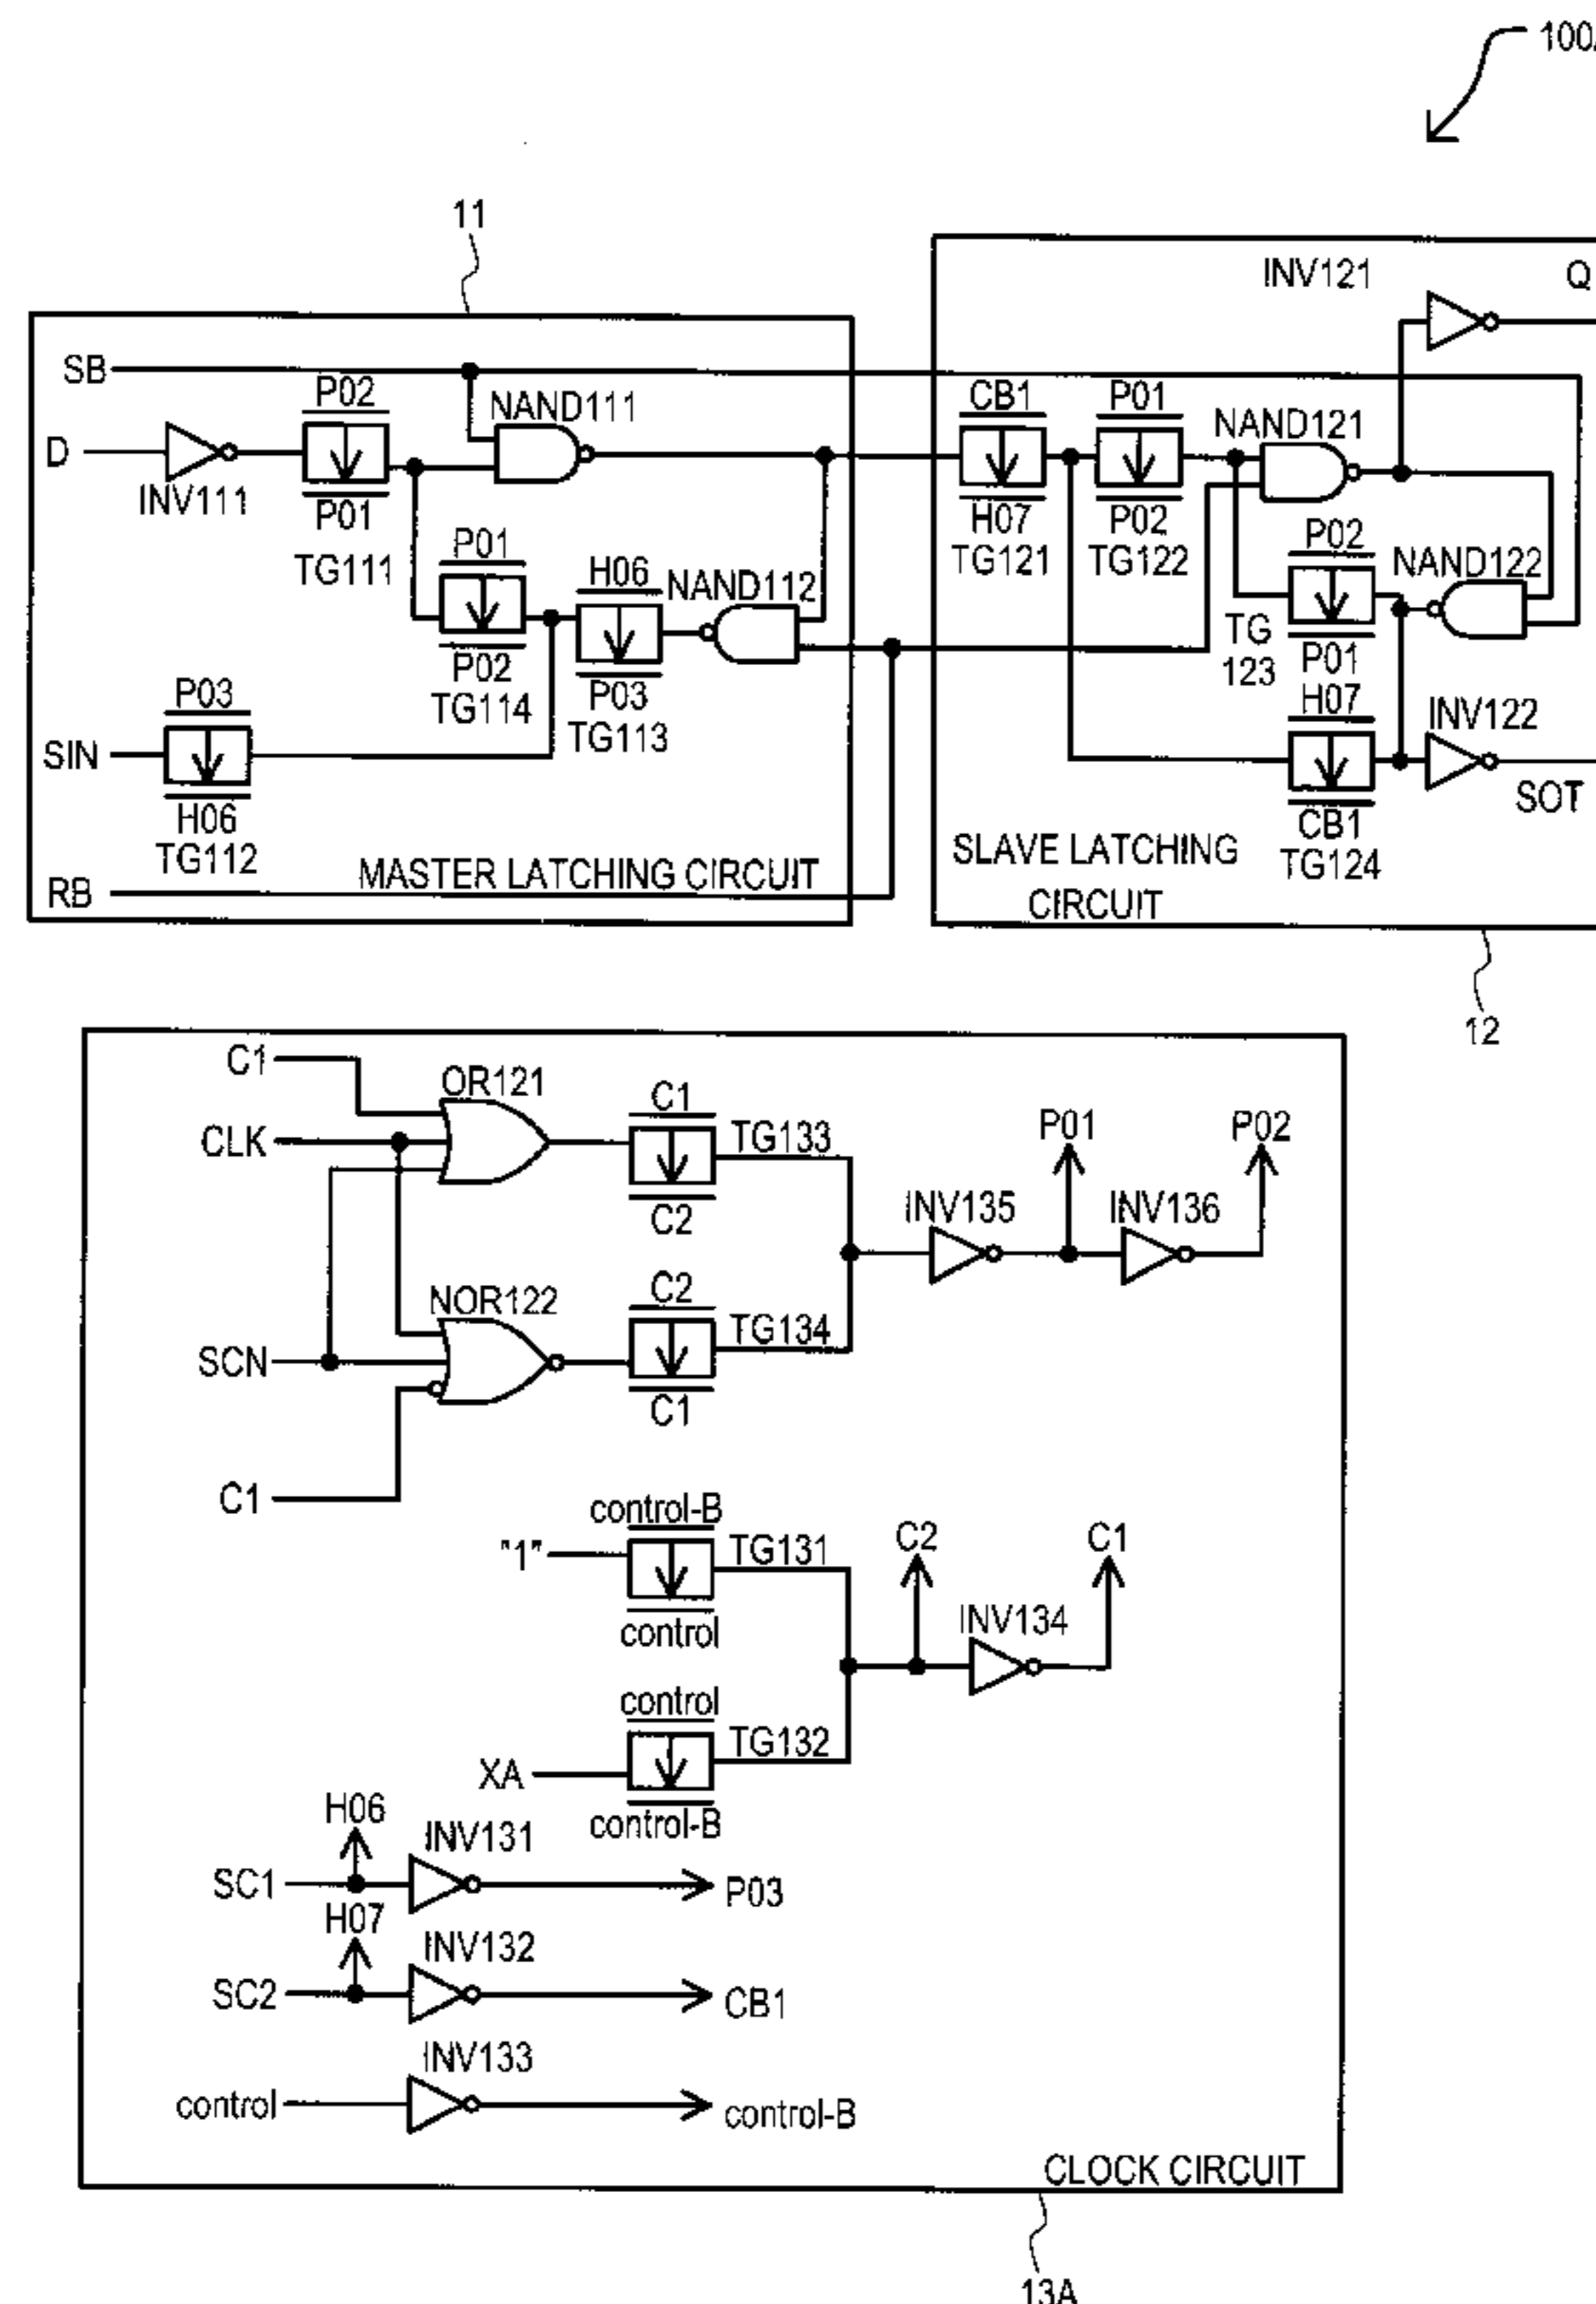 100A
11
INV121
Q
SB
P02
NAND111
CB1
P01
NAND121
D
INV111
P01
TG111
H07
TG121
P02
TG122
P01
H06
NAND112
P02
NAND122
P02
TG114
P03
TG113
TG
123
P01
P03
H07
INV122
SIN
SOT
H06
TG112
CB1
TG124
MASTER LATCHING CIRCUIT
SLAVE LATCHING
CIRCUIT
RB
12
C1
OR121
C1
TG133
CLK
C2
P01
P02
INV135
INV136
NOR122
C2
TG134
SCN
C1
C1
control-B
"1"
TG131
C2
C1
control
INV134
control
TG132
XA
control-B
H06
INV131
SC1
P03
H07
INV132
SC2
CB1
INV133
control
control-B
CLOCK CIRCUIT
13A